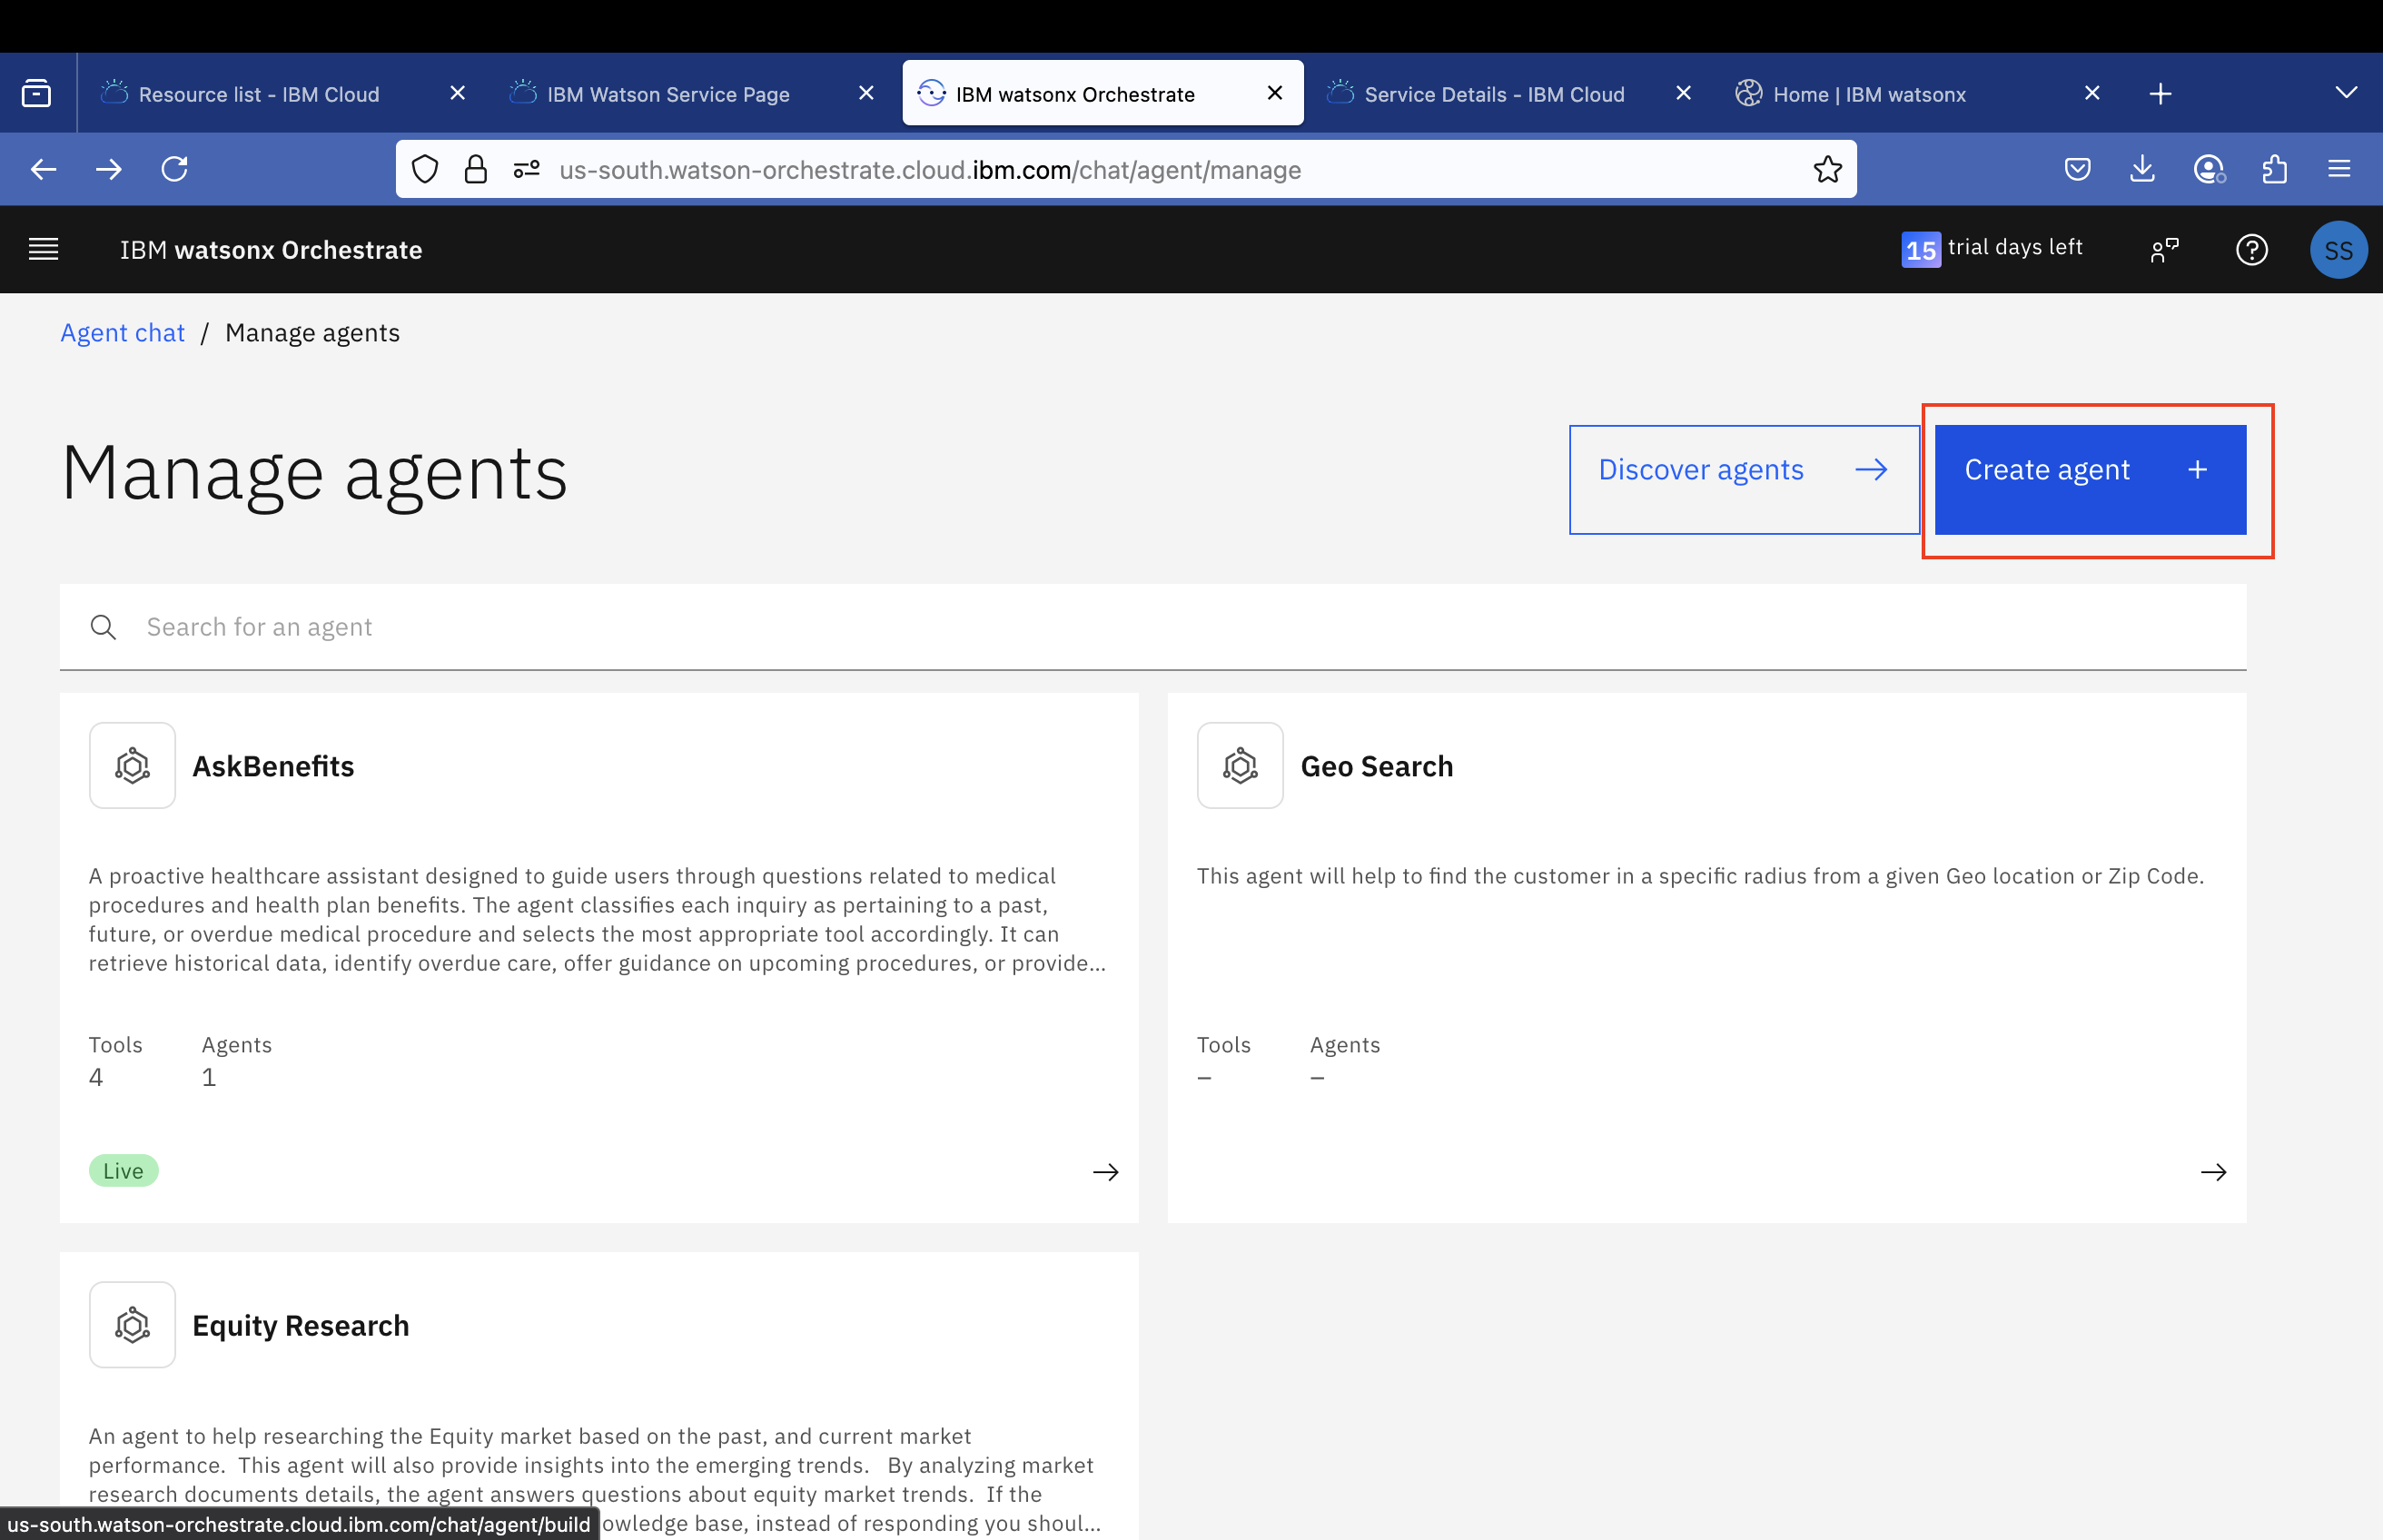 Resource list - IBM Cloud
IBM Watson Service Page
IBM watsonx Orchestrate
Service Details - IBM Cloud
Home | IBM watsonx
us-south.watson-orchestrate.cloud.ibm.com/chat/agent/manage
IBM watsonx Orchestrate
15 trial days left
SS
Agent chat / Manage agents
Manage agents
Discover agents
Create agent
Search for an agent
AskBenefits
A proactive healthcare assistant designed to guide users through questions related to medical
procedures and health plan benefits. The agent classifies each inquiry as pertaining to a past,
future, or overdue medical procedure and selects the most appropriate tool accordingly. It can
retrieve historical data, identify overdue care, offer guidance on upcoming procedures, or provide...
Tools Agents
4 1
Live
Geo Search
This agent will help to find the customer in a specific radius from a given Geo location or Zip Code.
Tools Agents
– –
Equity Research
An agent to help researching the Equity market based on the past, and current market
performance.  This agent will also provide insights into the emerging trends.   By analyzing market
research documents details, the agent answers questions about equity market trends.  If the
owledge base, instead of responding you shoul...
us-south.watson-orchestrate.cloud.ibm.com/chat/agent/build